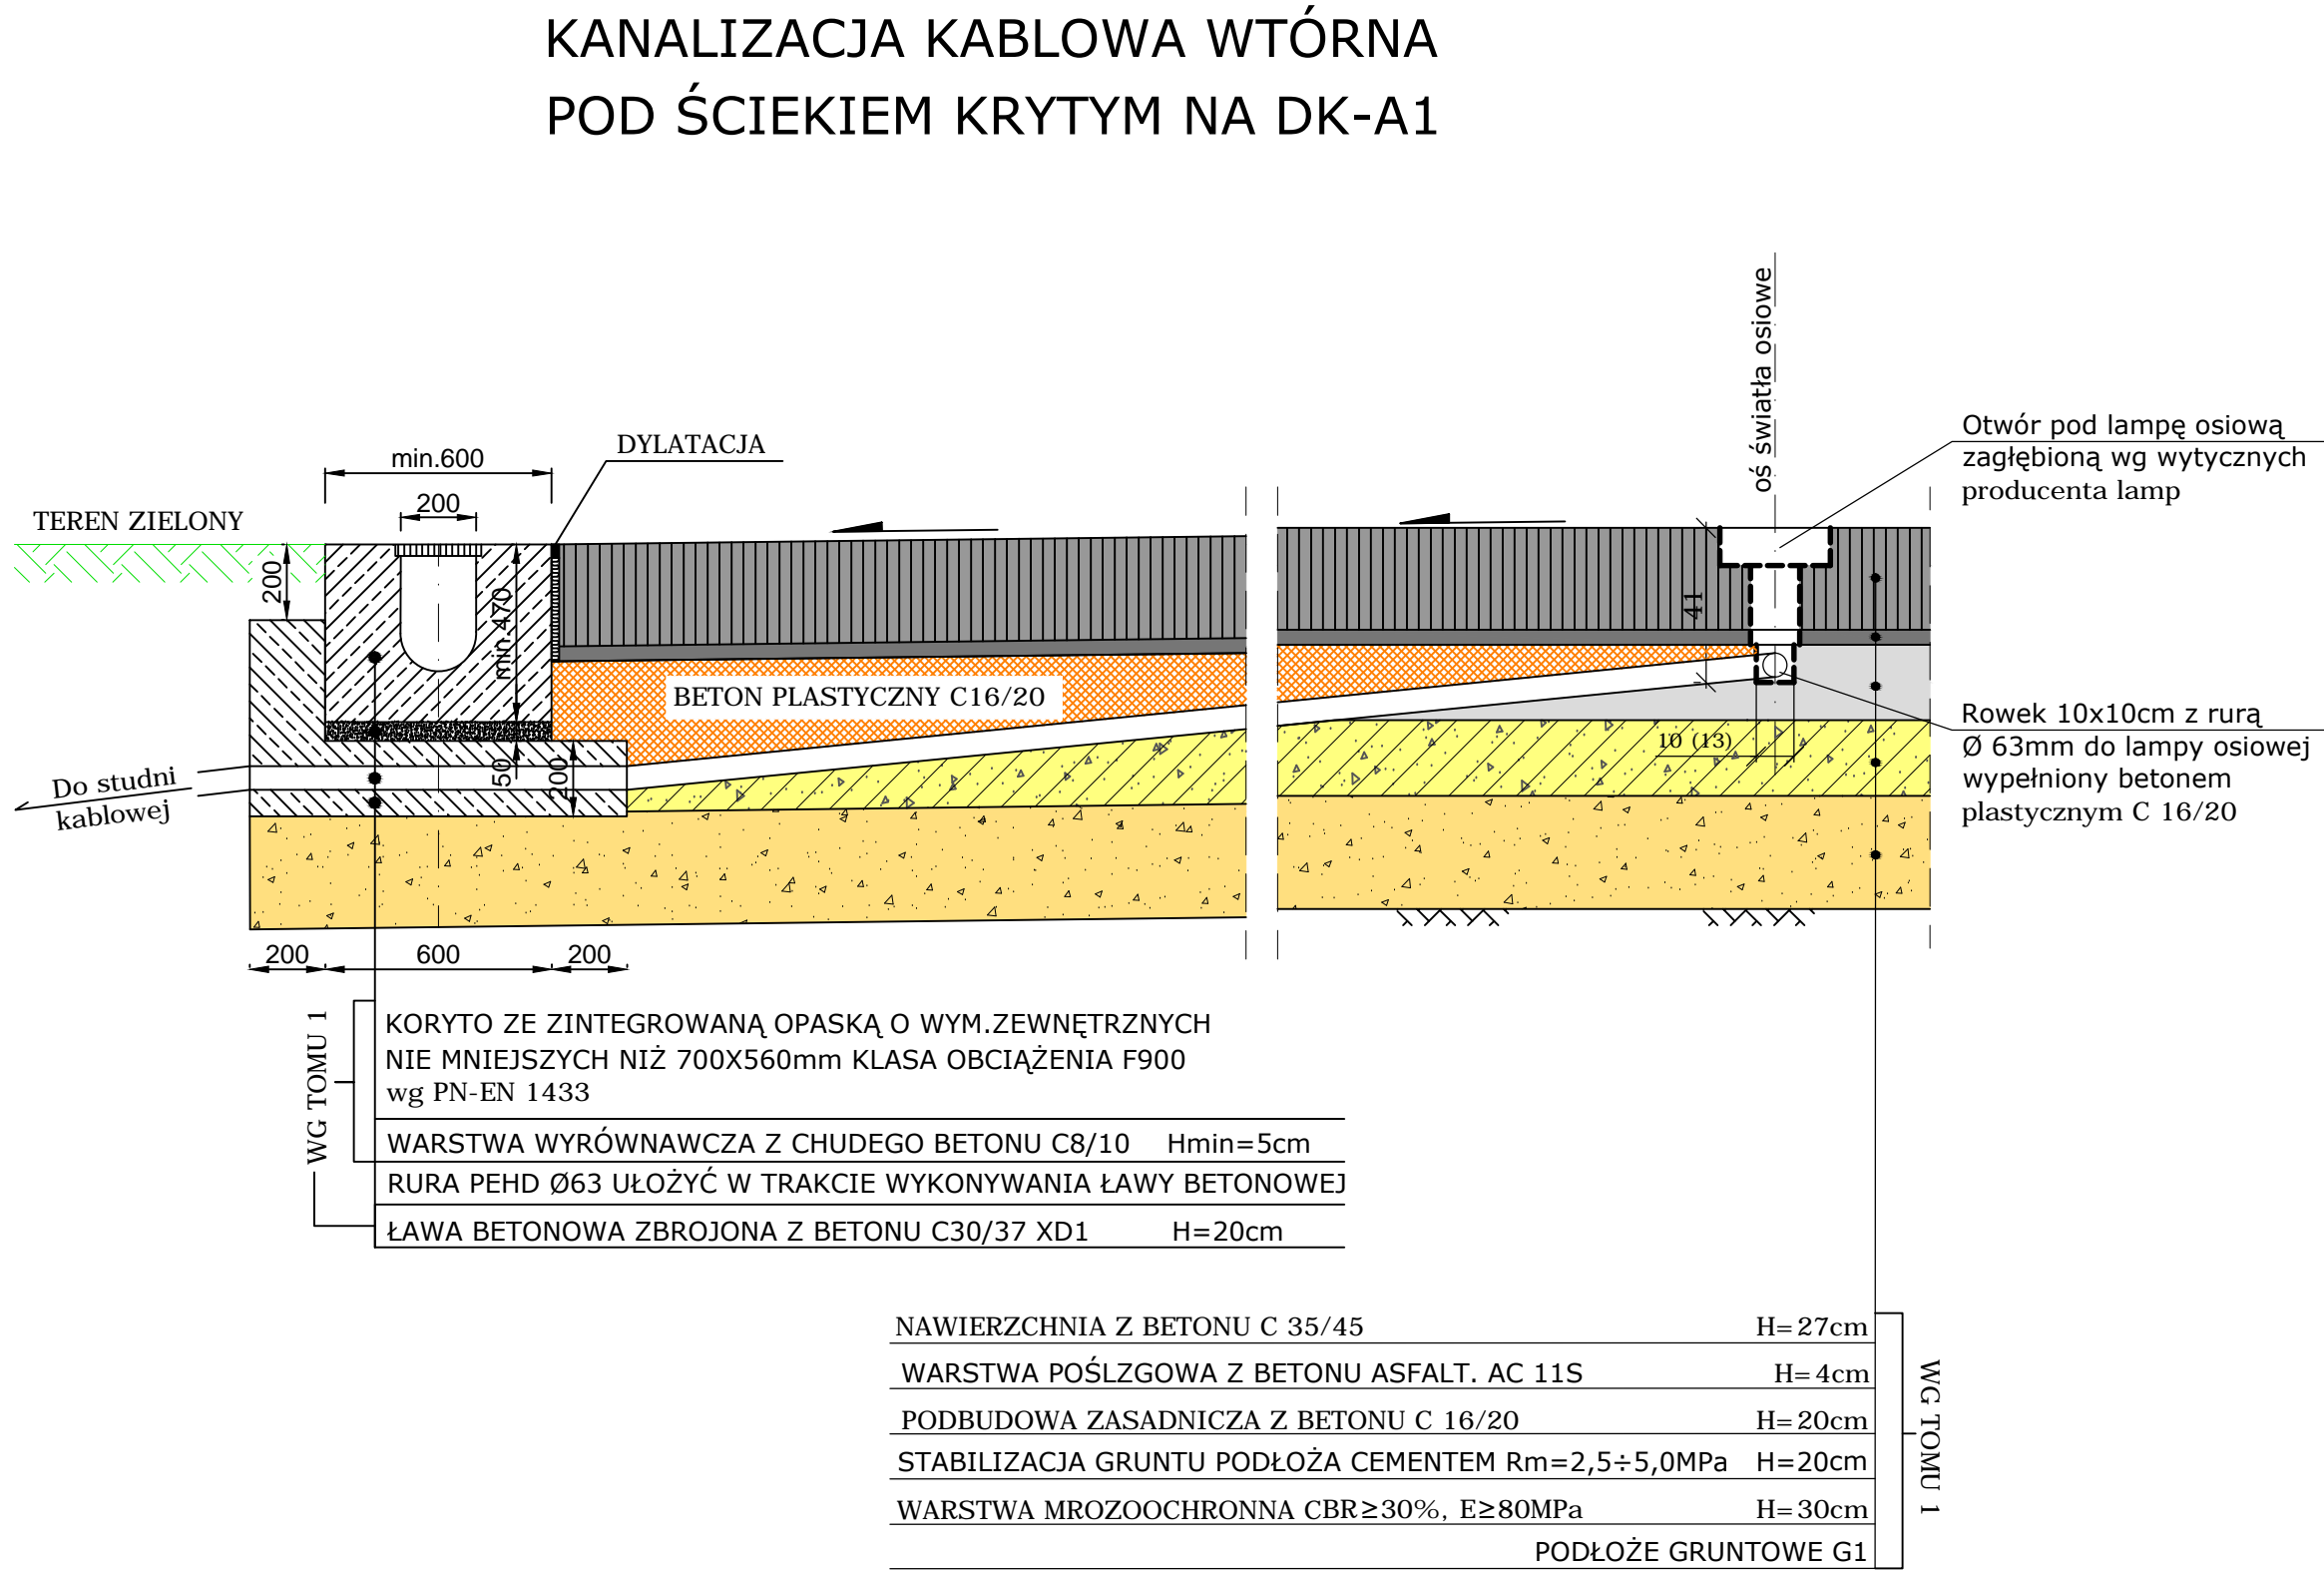 KANALIZACJA KABLOWA WTÓRNA
POD ŚCIEKIEM KRYTYM NA DK-A1
oś światła osiowe
Otwór pod lampę osiową
zagłębioną wg wytycznych
producenta lamp
DYLATACJA
min.600
200
TEREN ZIELONY
200
min.470
41
BETON PLASTYCZNY C16/20
Rowek 10x10cm z rurą
Ø 63mm do lampy osiowej
wypełniony betonem
plastycznym C 16/20
10 (13)
50
200
Do studni
kablowej
200
600
200
WG TOMU 1
KORYTO ZE ZINTEGROWANĄ OPASKĄ O WYM.ZEWNĘTRZNYCH
NIE MNIEJSZYCH NIŻ 700X560mm KLASA OBCIĄŻENIA F900
wg PN-EN 1433
WARSTWA WYRÓWNAWCZA Z CHUDEGO BETONU C8/10 Hmin=5cm
RURA PEHD Ø63 UŁOŻYĆ W TRAKCIE WYKONYWANIA ŁAWY BETONOWEJ
ŁAWA BETONOWA ZBROJONA Z BETONU C30/37 XD1 H=20cm
NAWIERZCHNIA Z BETONU C 35/45 H=27cm
WARSTWA POŚLZGOWA Z BETONU ASFALT. AC 11S H=4cm
PODBUDOWA ZASADNICZA Z BETONU C 16/20 H=20cm
STABILIZACJA GRUNTU PODŁOŻA CEMENTEM Rm=2,5÷5,0MPa H=20cm
WARSTWA MROZOOCHRONNA CBR≥30%, E≥80MPa H=30cm
PODŁOŻE GRUNTOWE G1
WG TOMU 1